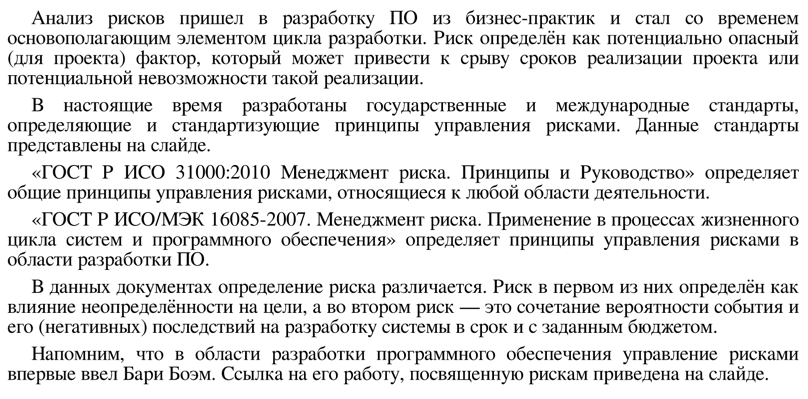 Анализ рисков пришел в разработку ПО из бизнес-практик и стал со временем
основополагающим элементом цикла разработки. Риск определён как потенциально опасный
(для проекта) фактор, который может привести к срыву сроков реализации проекта или
потенциальной невозможности такой реализации.
В настоящие время разработаны государственные и международные стандарты,
определяющие и стандартизующие принципы управления рисками. Данные стандарты
представлены на слайде.
«ГОСТ Р ИСО 31000:2010 Менеджмент риска. Принципы и Руководство» определяет
общие принципы управления рисками, относящиеся к любой области деятельности.
«ГОСТ Р ИСО/МЭК 16085-2007. Менеджмент риска. Применение в процессах жизненного
цикла систем и программного обеспечения» определяет принципы управления рисками в
области разработки ПО.
В данных документах определение риска различается. Риск в первом из них определён как
влияние неопределённости на цели, а во втором риск — это сочетание вероятности события и
его (негативных) последствий на разработку системы в срок и с заданным бюджетом.
Напомним, что в области разработки программного обеспечения управление рисками
впервые ввел Бари Боэм. Ссылка на его работу, посвященную рискам приведена на слайде.